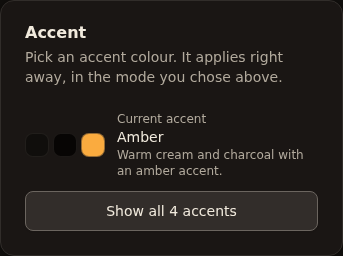 Accent
Pick an accent colour. It applies right
away, in the mode you chose above.
Current accent
Amber
Warm cream and charcoal with
an amber accent.
Show all 4 accents